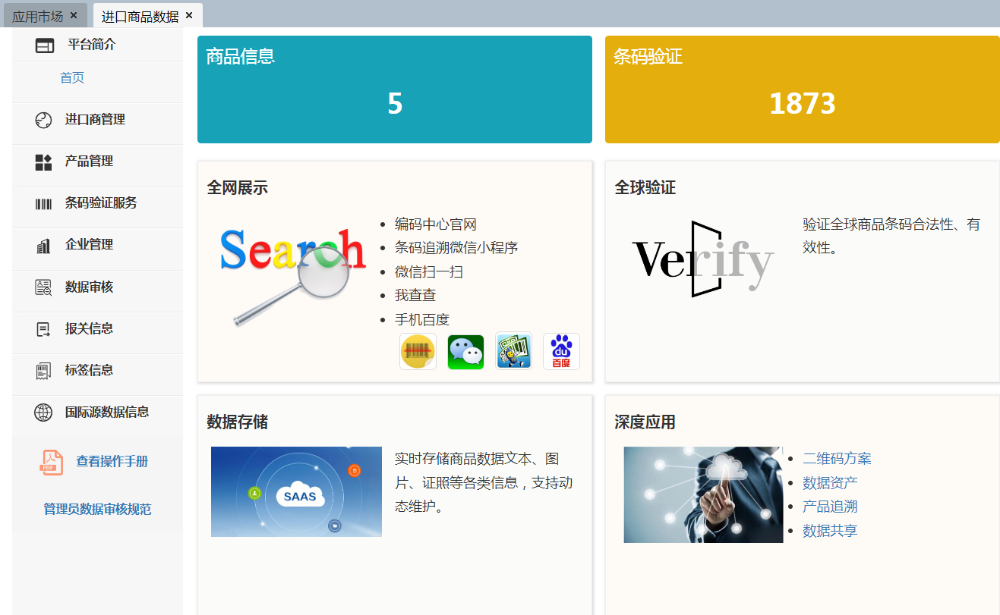 应用市场 ×
进口商品数据 ×
平台简介
首页
进口商管理
产品管理
条码验证服务
企业管理
数据审核
报关信息
标签信息
国际源数据信息
PDF
查看操作手册
管理员数据审核规范
商品信息
5
条码验证
1873
全网展示
Search
编码中心官网
条码追溯微信小程序
微信扫一扫
我查查
手机百度
du
百度
全球验证
Verify
验证全球商品条码合法性、有
效性。
数据存储
SAAS
实时存储商品数据文本、图
片、证照等各类信息，支持动
态维护。
深度应用
二维码方案
数据资产
产品追溯
数据共享